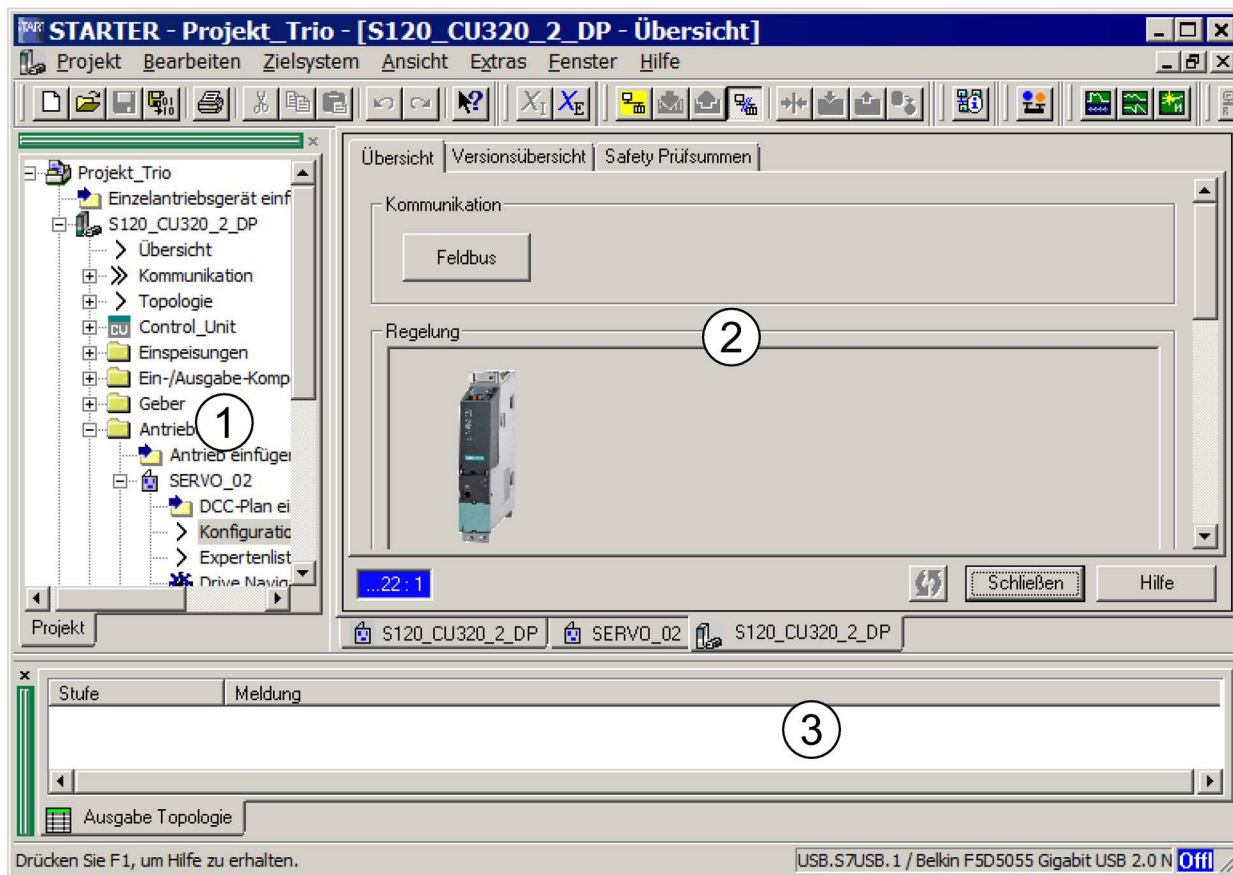 STARTER - Projekt_Trio - [S120_CU320_2_DP - Übersicht]
Projekt Bearbeiten Zielsystem Ansicht Extras Fenster Hilfe
Projekt_Trio
Einzelantriebsgerät einf
S120_CU320_2_DP
Übersicht
Kommunikation
Topologie
CU Control_Unit
Einspeisungen
Ein-/Ausgabe-Komp
Geber
Antrieb
1
Antrieb einfüger
SERVO_02
DCC-Plan ei
Konfiguratic
Expertenlist
Drive Navig
Projekt
Übersicht Versionsübersicht Safety Prüfsummen
Kommunikation
Feldbus
Regelung
2
...22 : 1
Schließen Hilfe
S120_CU320_2_DP SERVO_02 S120_CU320_2_DP
Stufe Meldung
3
Ausgabe Topologie
Drücken Sie F1, um Hilfe zu erhalten.
USB.S7USB.1 / Belkin F5D5055 Gigabit USB 2.0 N Offl